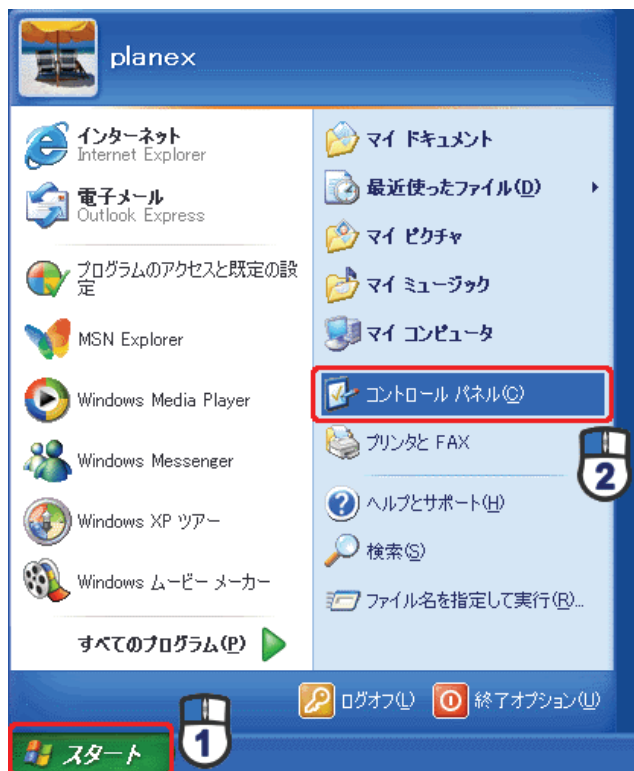 planex
インターネット
Internet Explorer
電子メール
Outlook Express
プログラムのアクセスと既定の設
定
MSN Explorer
Windows Media Player
Windows Messenger
Windows XP ツアー
Windows ムービー メーカー
すべてのプログラム(P)
マイ ドキュメント
最近使ったファイル(D)
マイ ピクチャ
マイ ミュージック
マイ コンピュータ
コントロール パネル(C)
プリンタと FAX
2
ヘルプとサポート(H)
検索(S)
ファイル名を指定して実行(R)...
ログオフ(L)
終了オプション(U)
スタート
1